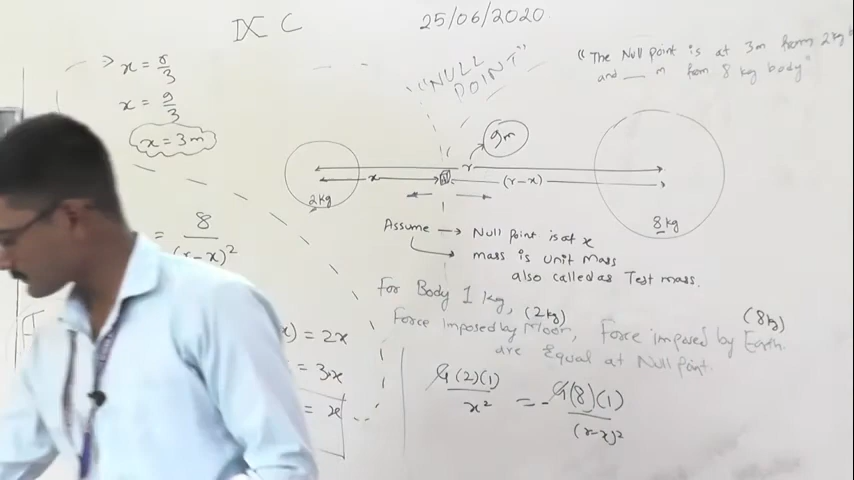 IX C
25/06/2020
"NULL POINT"
"The Null point is at 3m from 2kg
and __ m from 8 kg body"
> x = r/3
x = 9/3
x = 3m
9m
r
x
(r-x)
2kg
8kg
= 8/(r-x)²
Assume → Null point is at x
→ mass is unit mass
also called as Test mass.
For Body 1 kg, (2kg)
(8kg)
Force imposed by Moon, Force imposed by Earth.
are Equal at Null point.
) = 2x
= 3x
= x
G(2)(1)/x² = G(8)(1)/(r-x)²